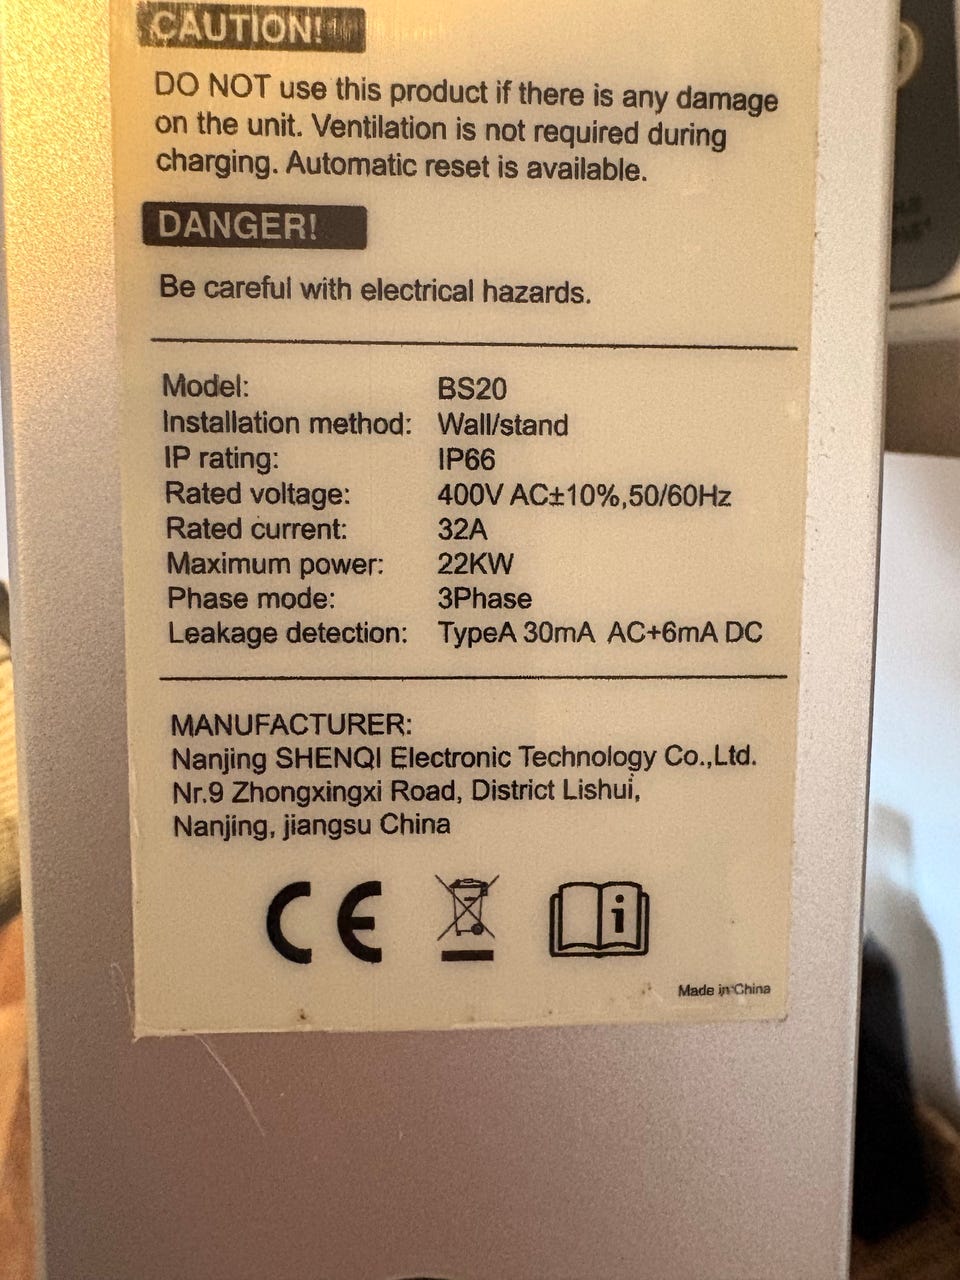 CAUTION!
DO NOT use this product if there is any damage
on the unit. Ventilation is not required during
charging. Automatic reset is available.
DANGER!
Be careful with electrical hazards.
Model: BS20
Installation method: Wall/stand
IP rating: IP66
Rated voltage: 400V AC±10%,50/60Hz
Rated current: 32A
Maximum power: 22KW
Phase mode: 3Phase
Leakage detection: TypeA 30mA AC+6mA DC
MANUFACTURER:
Nanjing SHENQI Electronic Technology Co.,Ltd.
Nr.9 Zhongxingxi Road, District Lishui,
Nanjing, jiangsu China
CE
i
Made in China